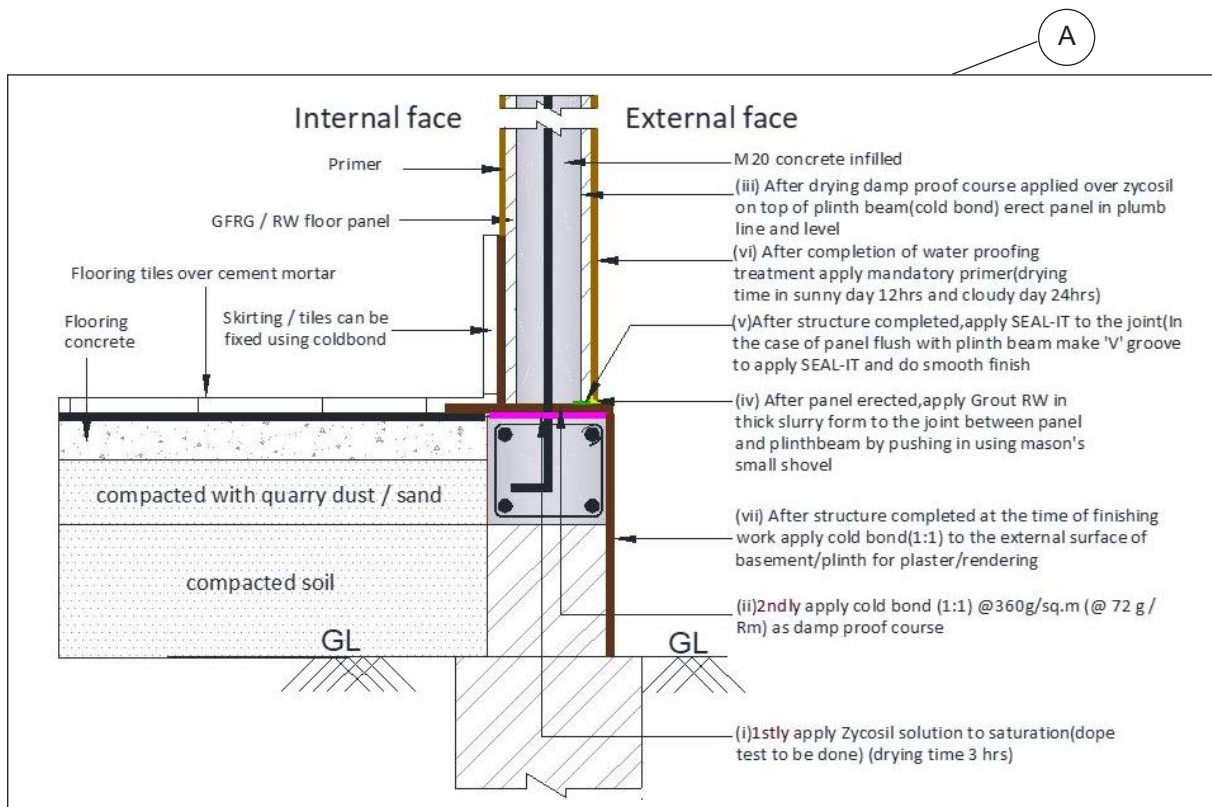 A
Internal face
External face
Primer
M20 concrete infilled
(iii) After drying damp proof course applied over zycosil
on top of plinth beam(cold bond) erect panel in plumb
line and level
GFRG / RW floor panel
(vi) After completion of water proofing
treatment apply mandatory primer(drying
time in sunny day 12hrs and cloudy day 24hrs)
Flooring tiles over cement mortar
Flooring
concrete
Skirting / tiles can be
fixed using coldbond
(v)After structure completed,apply SEAL-IT to the joint(In
the case of panel flush with plinth beam make 'V' groove
to apply SEAL-IT and do smooth finish
(iv) After panel erected,apply Grout RW in
thick slurry form to the joint between panel
and plinthbeam by pushing in using mason's
small shovel
compacted with quarry dust / sand
(vii) After structure completed at the time of finishing
work apply cold bond(1:1) to the external surface of
basement/plinth for plaster/rendering
compacted soil
(ii)2ndly apply cold bond (1:1) @360g/sq.m (@ 72 g /
Rm) as damp proof course
GL
GL
(i)1stly apply Zycosil solution to saturation(dope
test to be done) (drying time 3 hrs)